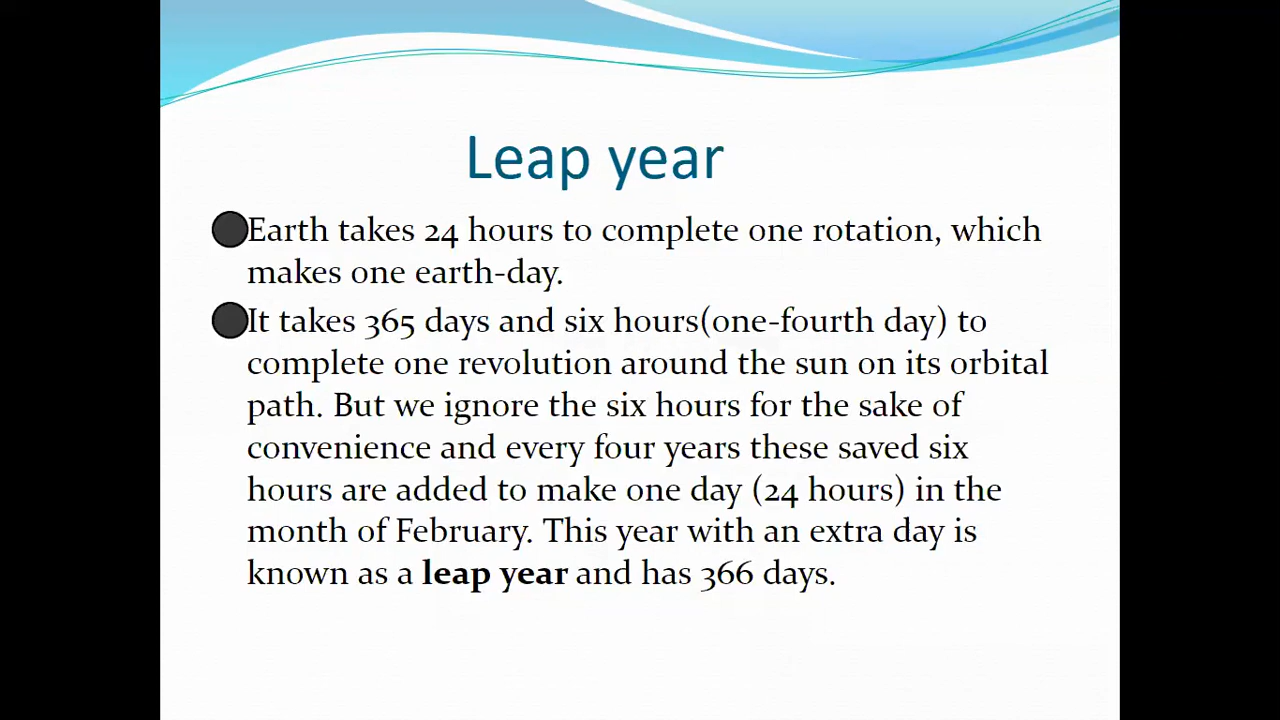 Leap year
Earth takes 24 hours to complete one rotation, which
makes one earth-day.
It takes 365 days and six hours(one-fourth day) to
complete one revolution around the sun on its orbital
path. But we ignore the six hours for the sake of
convenience and every four years these saved six
hours are added to make one day (24 hours) in the
month of February. This year with an extra day is
known as a leap year and has 366 days.